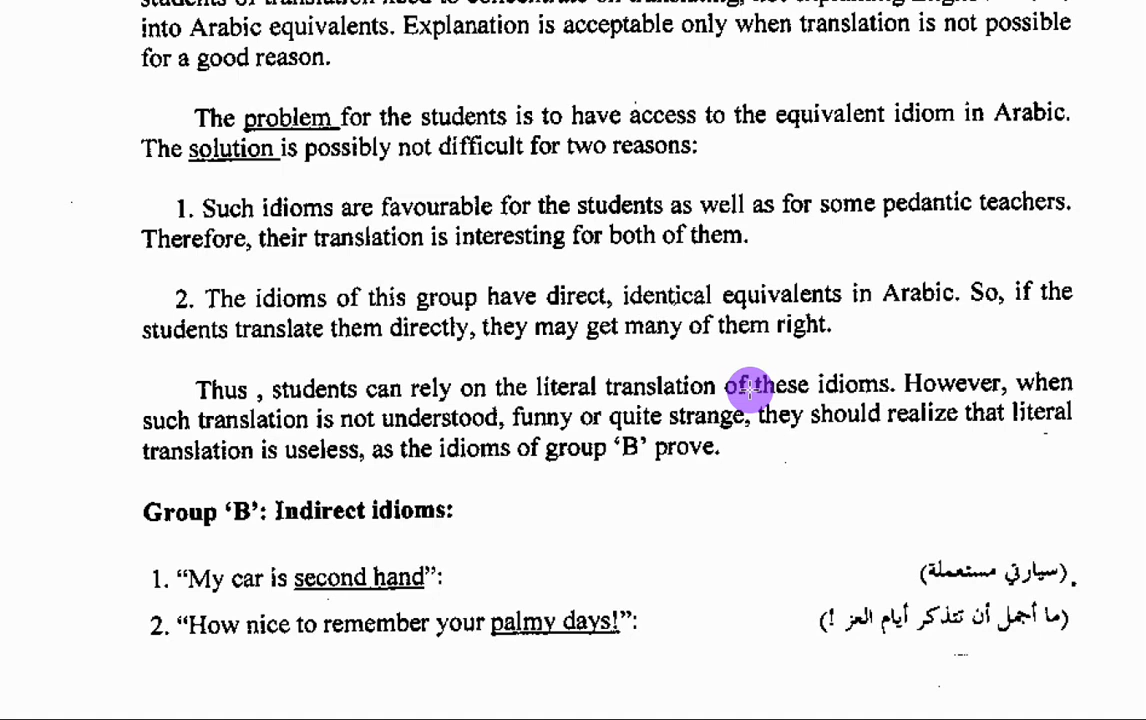 into Arabic equivalents. Explanation is acceptable only when translation is not possible
for a good reason.
The problem for the students is to have access to the equivalent idiom in Arabic.
The solution is possibly not difficult for two reasons:
1. Such idioms are favourable for the students as well as for some pedantic teachers.
Therefore, their translation is interesting for both of them.
2. The idioms of this group have direct, identical equivalents in Arabic. So, if the
students translate them directly, they may get many of them right.
Thus , students can rely on the literal translation of these idioms. However, when
such translation is not understood, funny or quite strange, they should realize that literal
translation is useless, as the idioms of group ‘B’ prove.
Group ‘B’: Indirect idioms:
1. “My car is second hand”: (سيارتي مستعملة).
2. “How nice to remember your palmy days!”: (ما أجمل أن تتذكر أيام العز !)